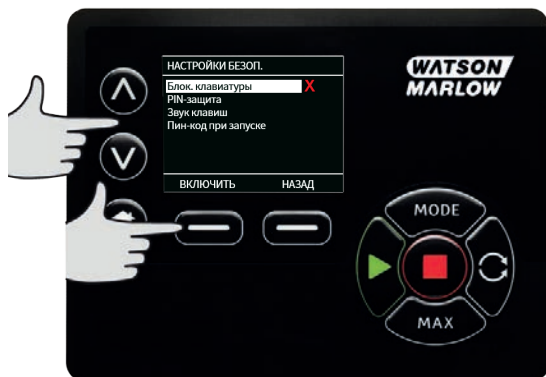 НАСТРОЙКИ БЕЗОП.
Блок. клавиатуры X
PIN-защита
Звук клавиш
Пин-код при запуске
ВКЛЮЧИТЬ НАЗАД
WATSON
MARLOW
MODE
MAX